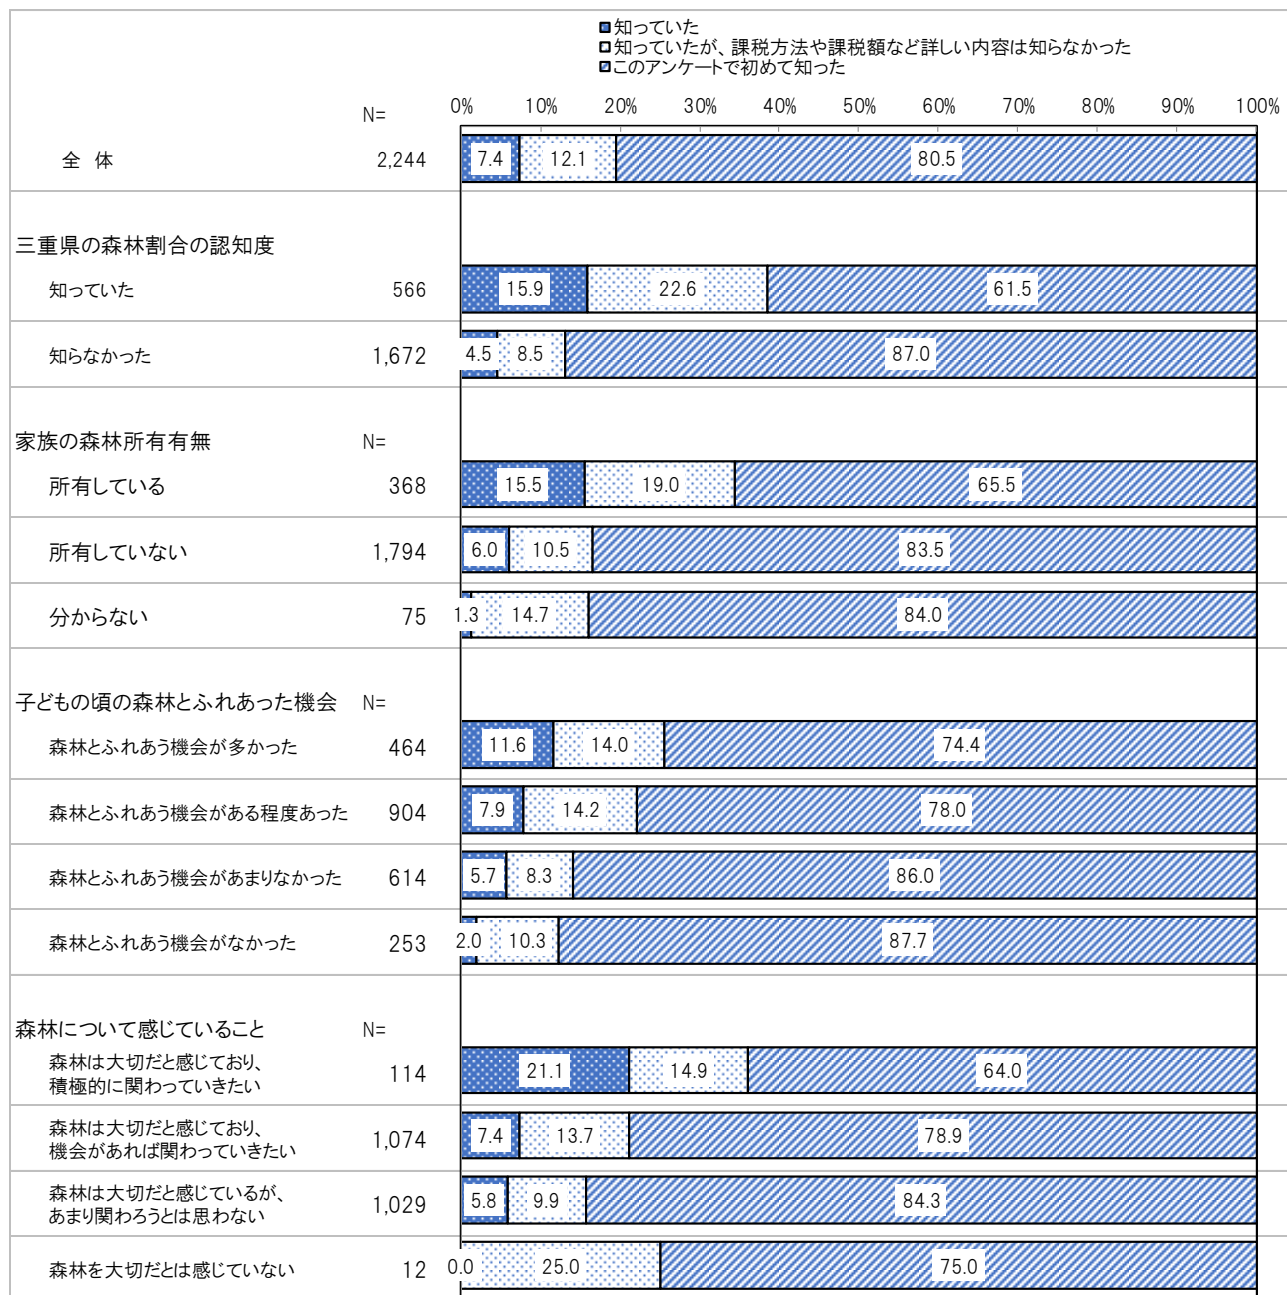 知っていた
知っていたが、課税方法や課税額など詳しい内容は知らなかった
このアンケートで初めて知った
N= 0% 10% 20% 30% 40% 50% 60% 70% 80% 90% 100%
全 体 2,244 7.4 12.1 80.5
三重県の森林割合の認知度
知っていた 566 15.9 22.6 61.5
知らなかった 1,672 4.5 8.5 87.0
家族の森林所有有無 N=
所有している 368 15.5 19.0 65.5
所有していない 1,794 6.0 10.5 83.5
分からない 75 1.3 14.7 84.0
子どもの頃の森林とふれあった機会 N=
森林とふれあう機会が多かった 464 11.6 14.0 74.4
森林とふれあう機会がある程度あった 904 7.9 14.2 78.0
森林とふれあう機会があまりなかった 614 5.7 8.3 86.0
森林とふれあう機会がなかった 253 2.0 10.3 87.7
森林について感じていること N=
森林は大切だと感じており、
積極的に関わっていきたい 114 21.1 14.9 64.0
森林は大切だと感じており、
機会があれば関わっていきたい 1,074 7.4 13.7 78.9
森林は大切だと感じているが、
あまり関わろうとは思わない 1,029 5.8 9.9 84.3
森林を大切だとは感じていない 12 0.0 25.0 75.0